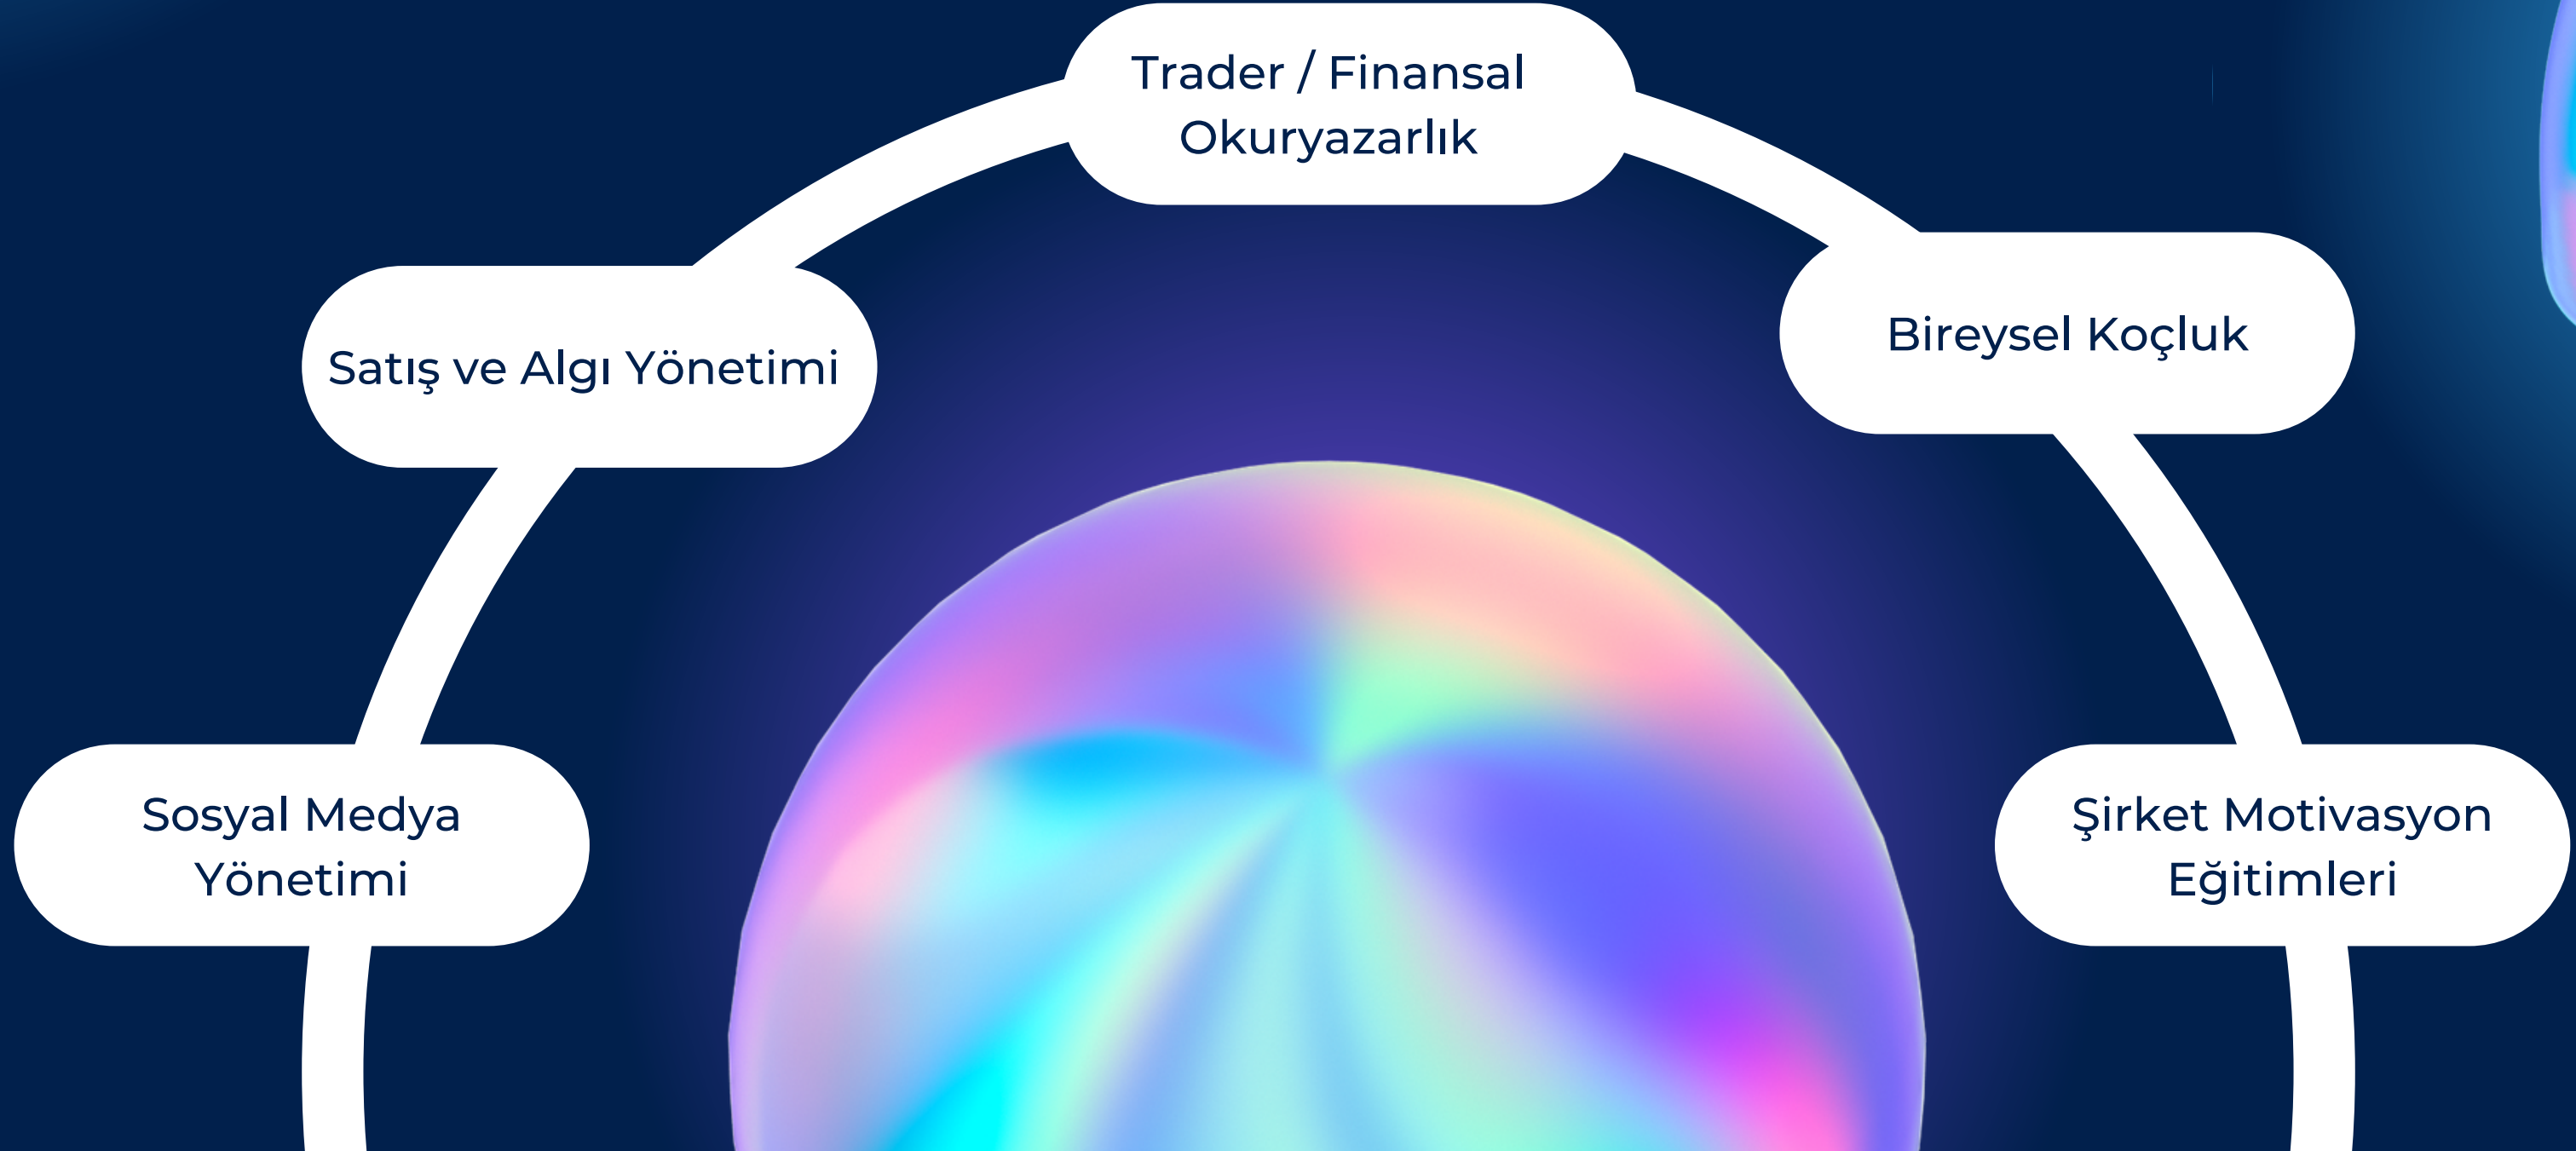 Trader / Finansal
Okuryazarlık
Bireysel Koçluk
Satış ve Algı Yönetimi
Sosyal Medya
Yönetimi
Şirket Motivasyon
Eğitimleri